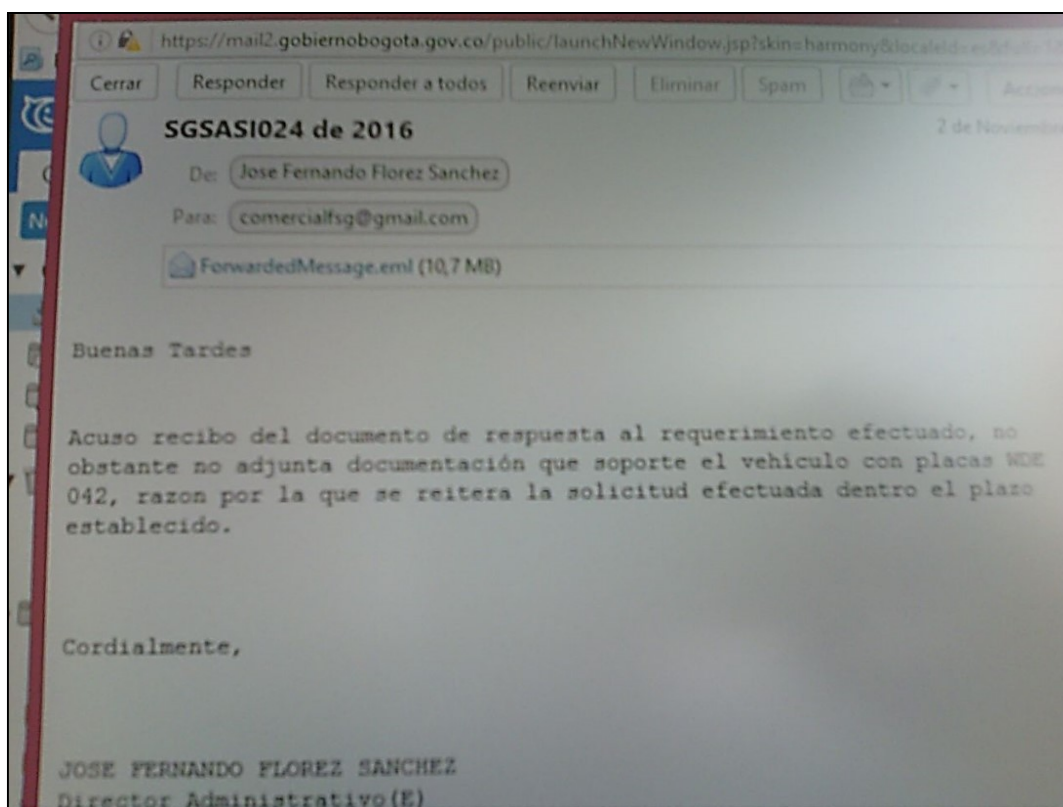 https://mail2.gobiernobogota.gov.co/public/launchNewWindow.jsp?skin=harmony&localeId=es
Cerrar Responder Responder a todos Reenviar Eliminar Spam
SGSASI024 de 2016
2 de Noviembre
De: Jose Fernando Florez Sanchez
Para: comercialfsg@gmail.com
ForwardedMessage.eml (10,7 MB)
Buenas Tardes
Acuso recibo del documento de respuesta al requerimiento efectuado, no
obstante no adjunta documentación que soporte el vehículo con placas WDE
042, razon por la que se reitera la solicitud efectuada dentro el plazo
establecido.
Cordialmente,
JOSE FERNANDO FLOREZ SANCHEZ
Director Administrativo(E)